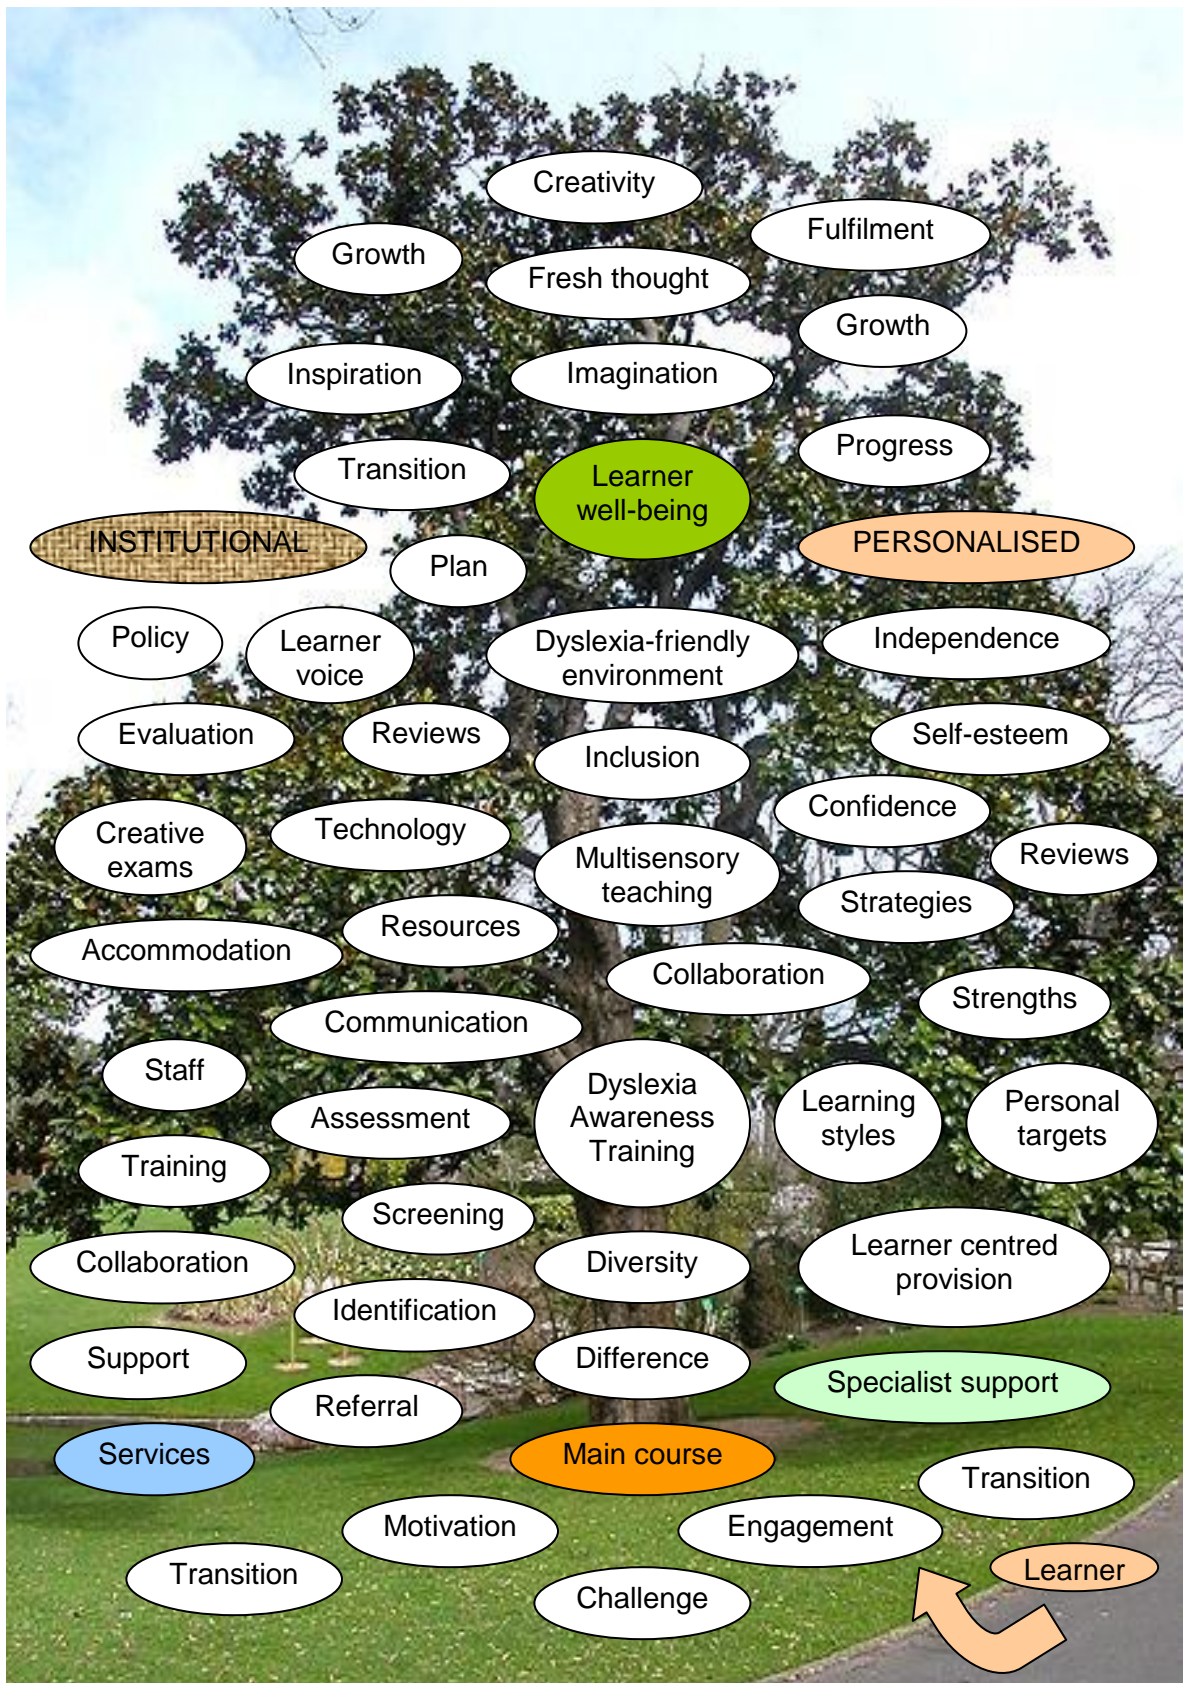 Creativity
Fulfilment
Growth
Fresh thought
Growth
Inspiration
Imagination
Progress
Transition
Learner
well-being
INSTITUTIONAL
PERSONALISED
Plan
Policy
Learner
voice
Dyslexia-friendly
environment
Independence
Evaluation
Reviews
Inclusion
Self-esteem
Creative
exams
Technology
Confidence
Multisensory
teaching
Reviews
Strategies
Accommodation
Resources
Collaboration
Strengths
Communication
Staff
Assessment
Dyslexia
Awareness
Training
Learning
styles
Personal
targets
Training
Screening
Collaboration
Diversity
Learner centred
provision
Identification
Support
Difference
Specialist support
Referral
Services
Main course
Transition
Motivation
Engagement
Transition
Challenge
Learner